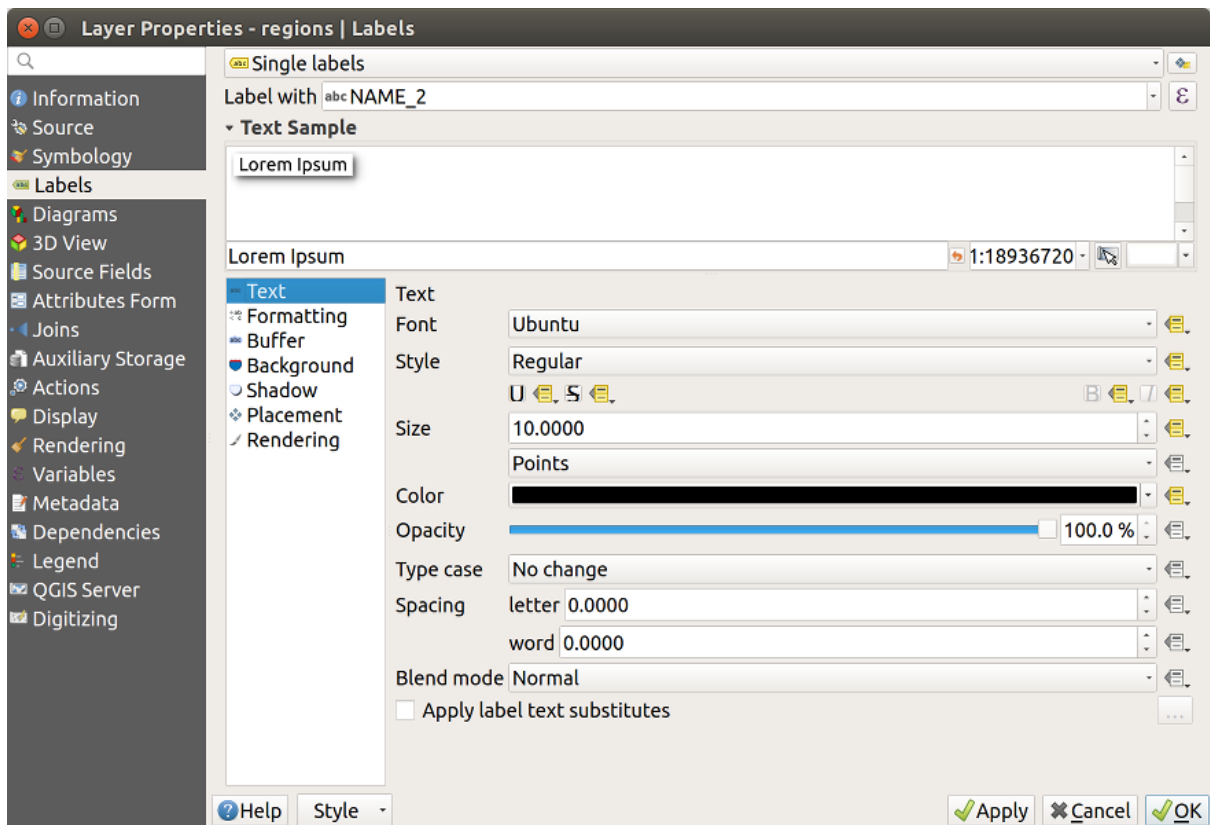 Layer Properties - regions | Labels
Information
Source
Symbology
Labels
Diagrams
3D View
Source Fields
Attributes Form
Joins
Auxiliary Storage
Actions
Display
Rendering
Variables
Metadata
Dependencies
Legend
QGIS Server
Digitizing
abc Single labels
Label with abc NAME_2
ε
Text Sample
Lorem Ipsum
Lorem Ipsum 1:18936720
Text
Formatting
Buffer
Background
Shadow
Placement
Rendering
Text
Font Ubuntu
Style Regular
U S B I
Size 10.0000
Points
Color
Opacity 100.0 %
Type case No change
Spacing letter 0.0000
word 0.0000
Blend mode Normal
Apply label text substitutes
...
Help Style Apply Cancel OK